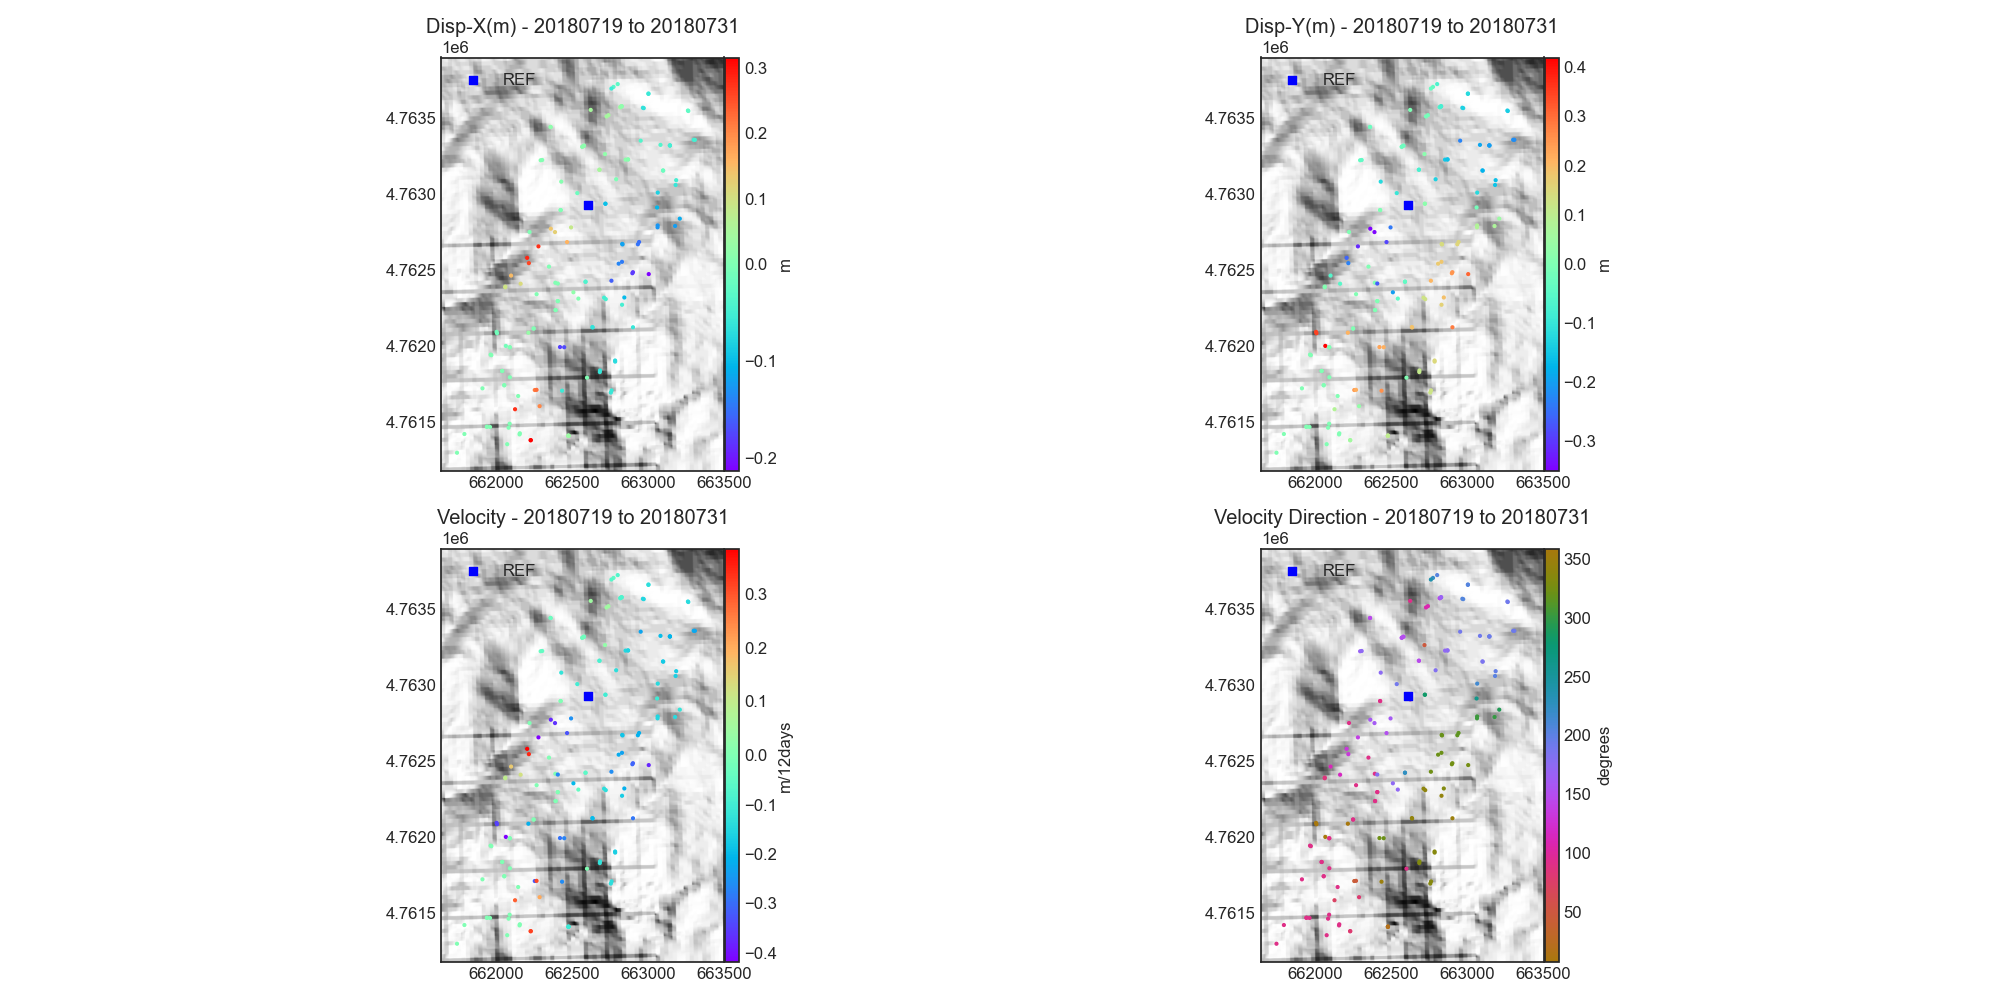 Disp-X(m) - 20180719 to 20180731
1e6
REF
4.7635
4.7630
4.7625
4.7620
4.7615
662000 662500 663000 663500
0.3
0.2
0.1
0.0
−0.1
−0.2
m
Disp-Y(m) - 20180719 to 20180731
1e6
REF
4.7635
4.7630
4.7625
4.7620
4.7615
662000 662500 663000 663500
0.4
0.3
0.2
0.1
0.0
−0.1
−0.2
−0.3
m
Velocity - 20180719 to 20180731
1e6
REF
4.7635
4.7630
4.7625
4.7620
4.7615
662000 662500 663000 663500
0.3
0.2
0.1
0.0
−0.1
−0.2
−0.3
−0.4
m/12days
Velocity Direction - 20180719 to 20180731
1e6
REF
4.7635
4.7630
4.7625
4.7620
4.7615
662000 662500 663000 663500
350
300
250
200
150
100
50
degrees